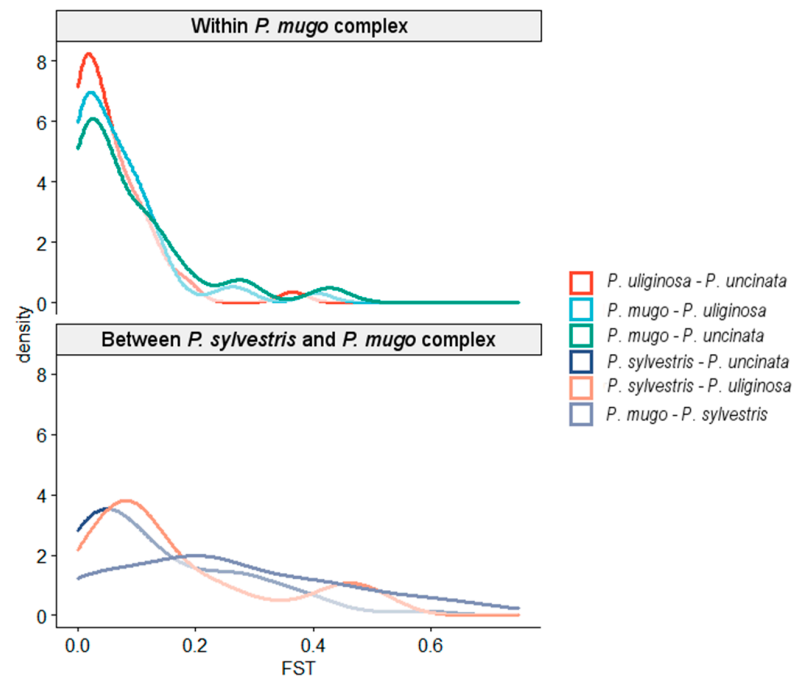 Within P. mugo complex
8
6
4
2
0
density
Between P. sylvestris and P. mugo complex
8
6
4
2
0
0.0 0.2 0.4 0.6
FST
P. uliginosa - P. uncinata
P. mugo - P. uliginosa
P. mugo - P. uncinata
P. sylvestris - P. uncinata
P. sylvestris - P. uliginosa
P. mugo - P. sylvestris